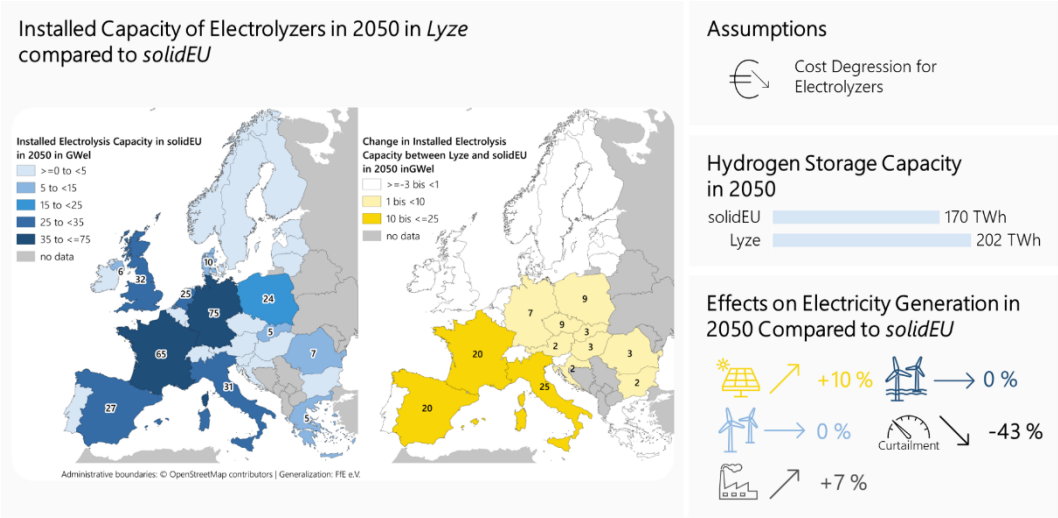 Installed Capacity of Electrolyzers in 2050 in Lyze
compared to solidEU
Installed Electrolysis Capacity in solidEU
in 2050 in GWel
>=0 to <5
5 to <15
15 to <25
25 to <35
35 to <=75
no data
6
32
10
25
75
24
65
5
7
31
27
5
Change in Installed Electrolysis
Capacity between Lyze and solidEU
in 2050 inGWel
>=-3 bis <1
1 bis <10
10 bis <=25
no data
7
9
9
3
2
3
20
3
2
25
2
20
Administrative boundaries: © OpenStreetMap contributors | Generalization: FfE e.V.
Assumptions
Cost Degression for
Electrolyzers
Hydrogen Storage Capacity
in 2050
solidEU 170 TWh
Lyze 202 TWh
Effects on Electricity Generation in
2050 Compared to solidEU
+10 %
0 %
0 %
Curtailment
-43 %
+7 %